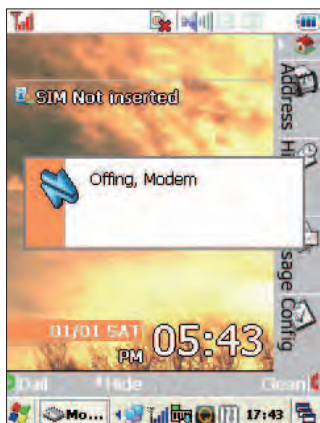 SIM Not inserted
Address
Offing, Modem
sage
Config
01/01 SAT
PM 05:43
Dial
Hide
Clean
Mo...
17:43